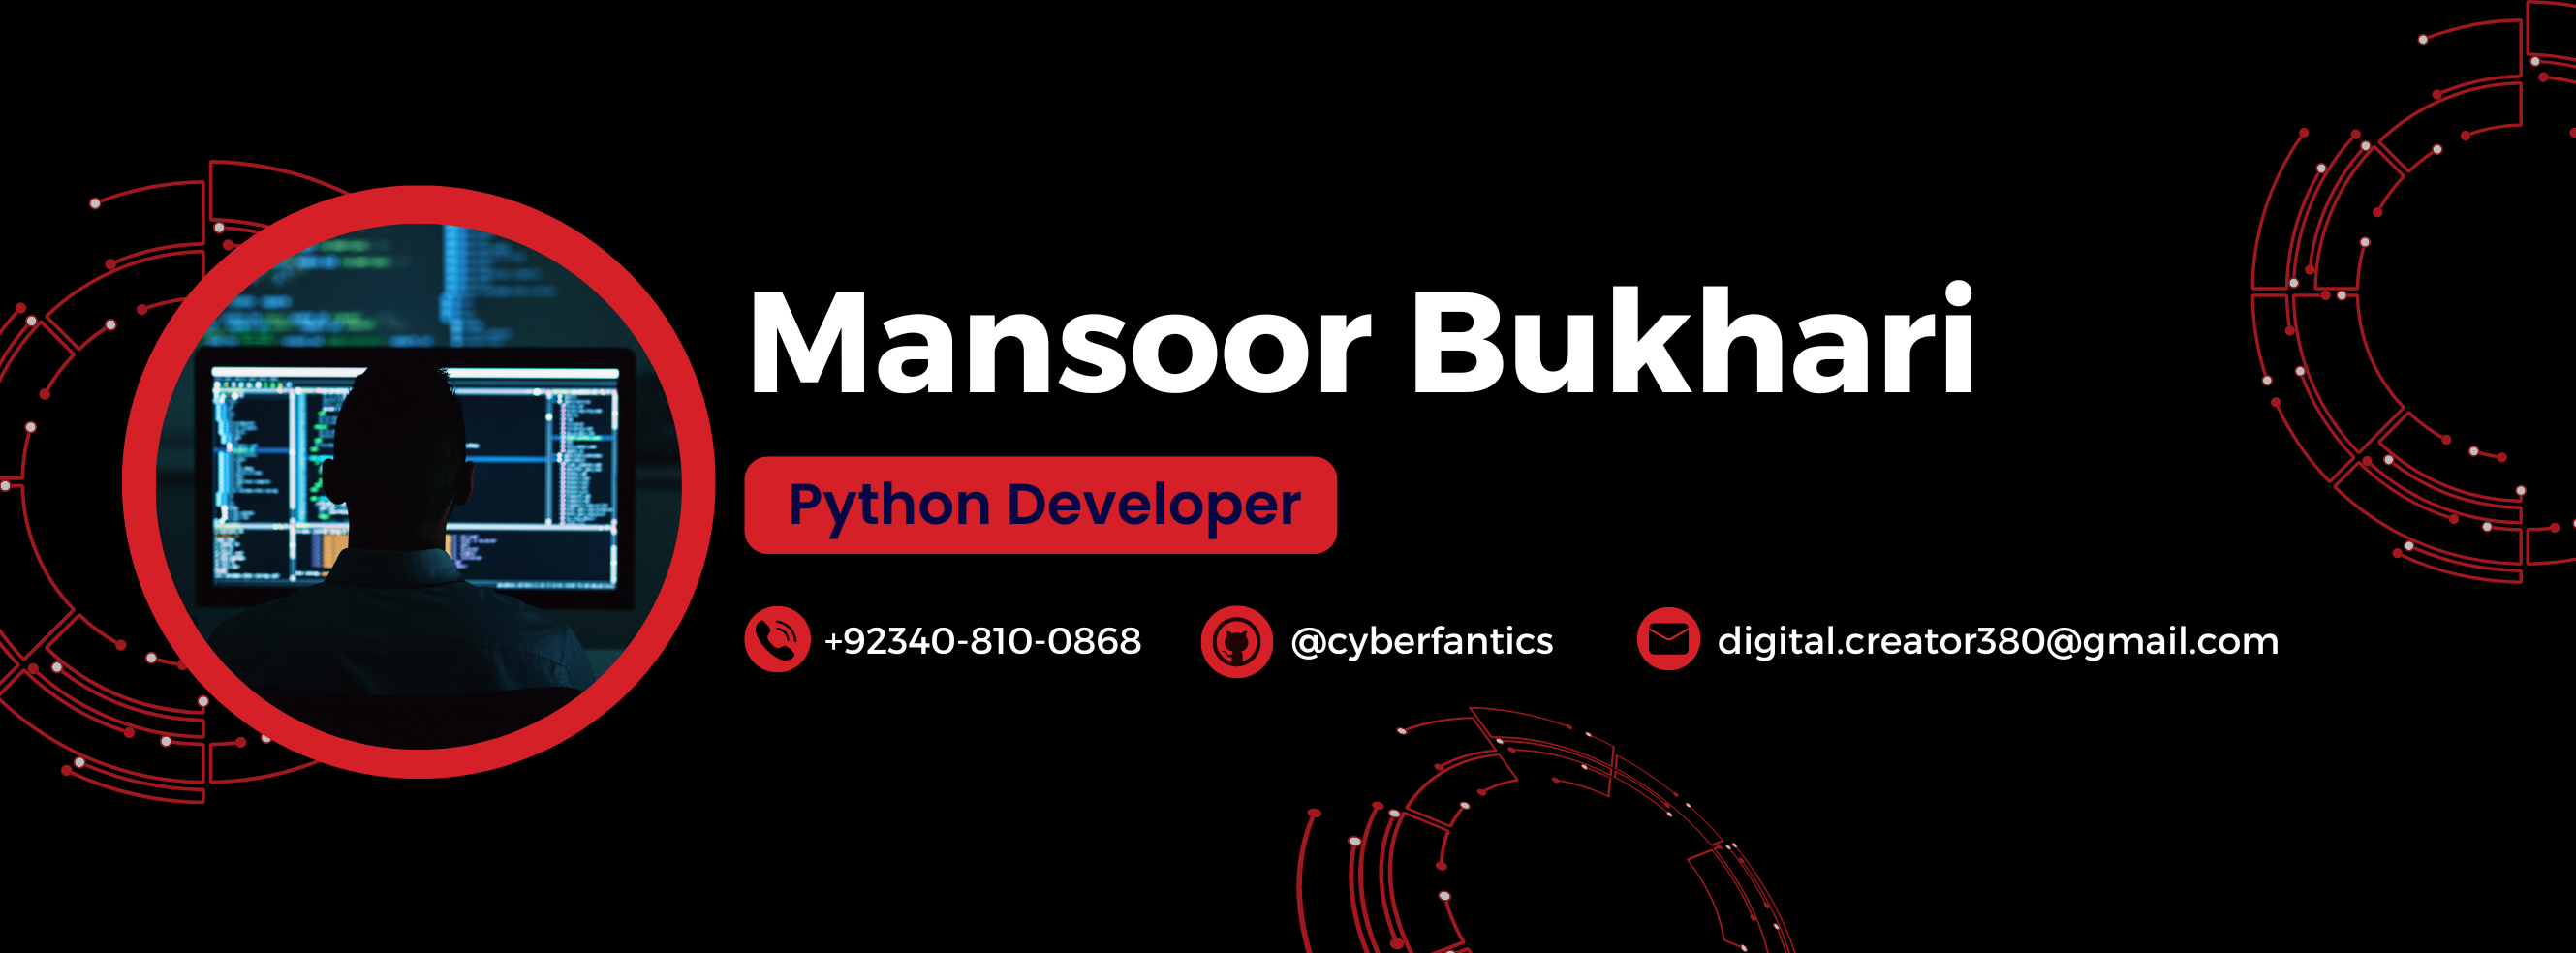 Mansoor Bukhari
Python Developer
+92340-810-0868
@cyberfantics
digital.creator380@gmail.com